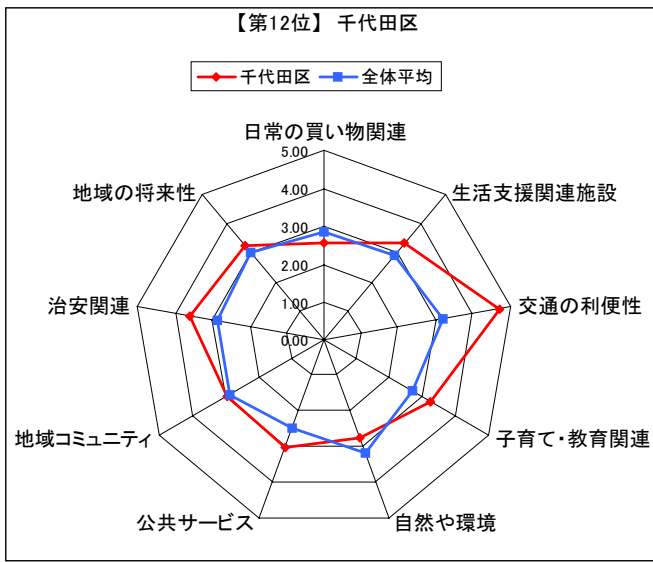 【第12位】 千代田区
千代田区 全体平均
日常の買い物関連
生活支援関連施設
交通の利便性
子育て・教育関連
自然や環境
公共サービス
地域コミュニティ
治安関連
地域の将来性
5.00
4.00
3.00
2.00
1.00
0.00